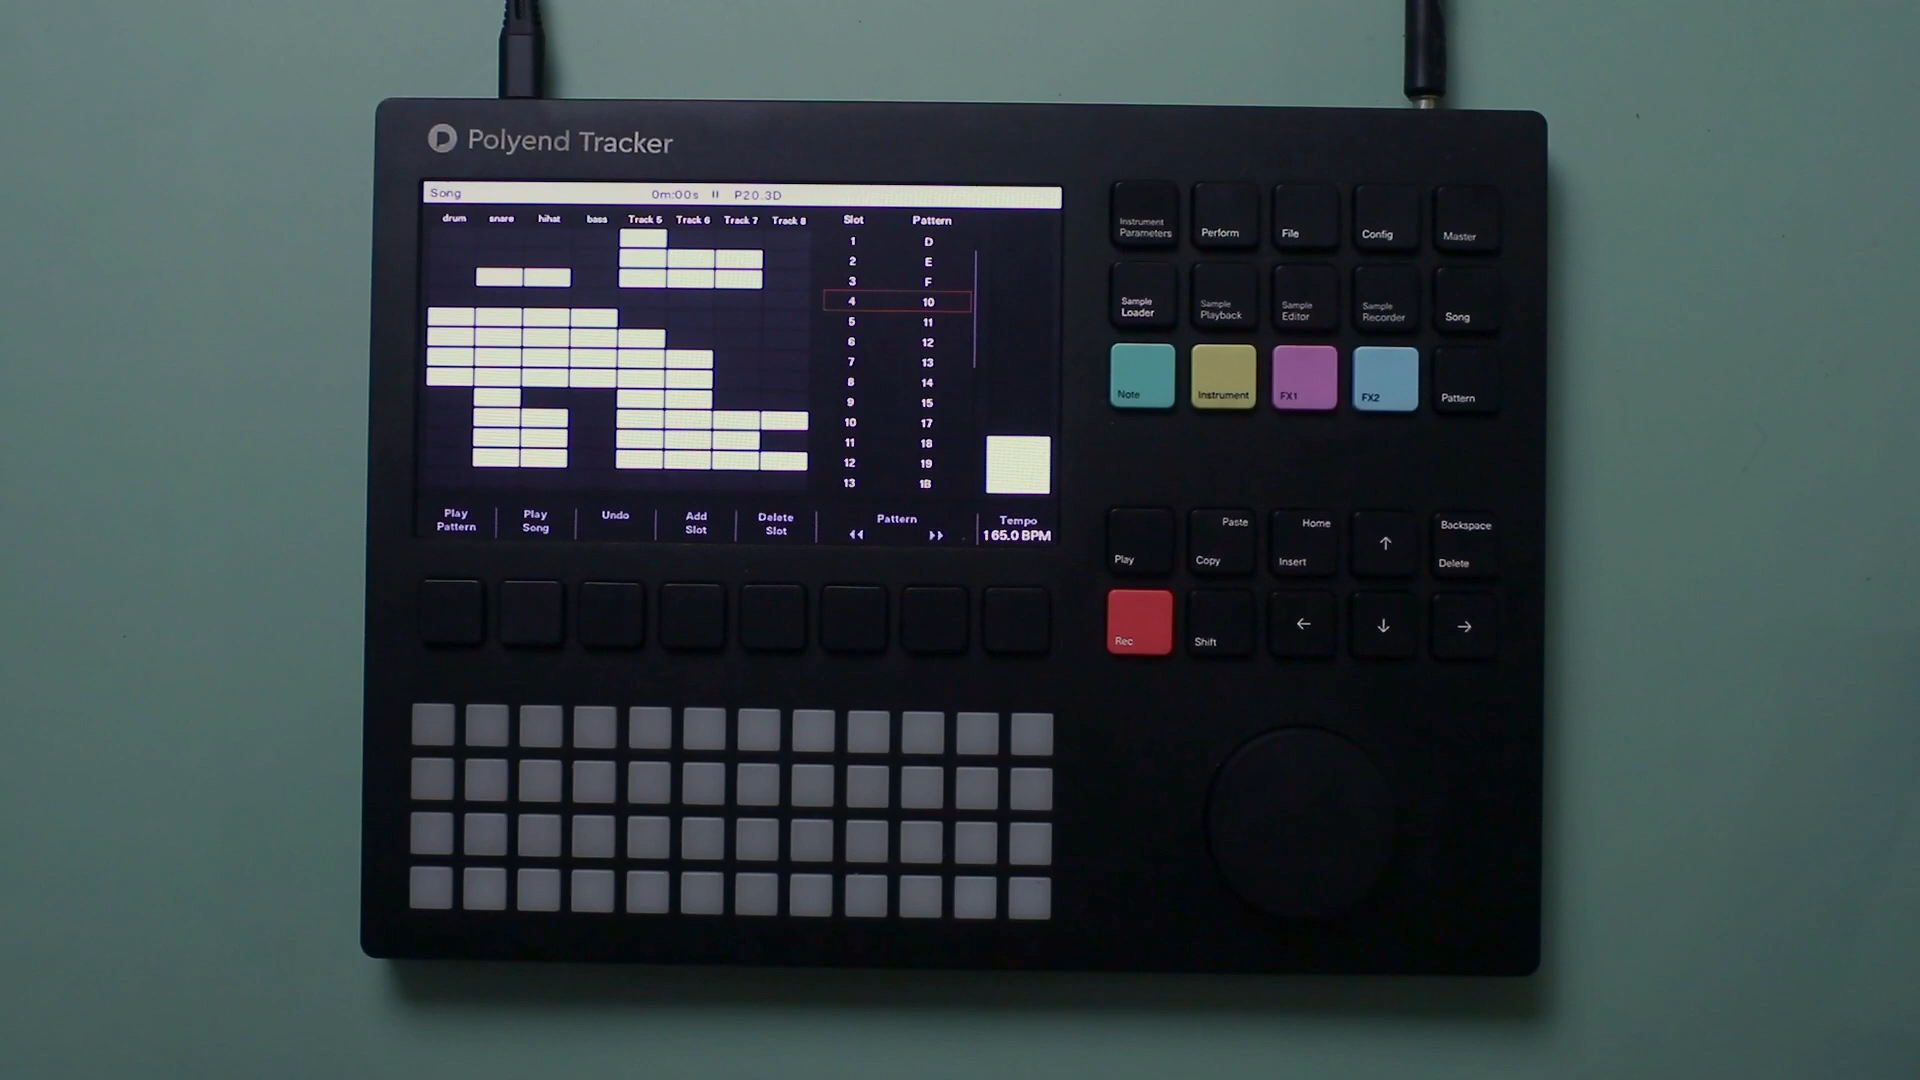 Polyend Tracker
Song 0m:00s P20.3D
drum snare hihat bass Track 5 Track 6 Track 7 Track 8 Slot Pattern
1 D
2 E
3 F
4 10
5 11
6 12
7 13
8 14
9 15
10 17
11 18
12 19
13 1B
Play Pattern
Play Song
Undo
Add Slot
Delete Slot
Pattern
Tempo
165.0 BPM
Instrument Parameters
Perform
File
Config
Master
Sample Loader
Sample Playback
Sample Editor
Sample Recorder
Song
Note
Instrument
FX1
FX2
Pattern
Play
Paste
Copy
Home
Insert
↑
Backspace
Delete
Rec
Shift
←
↓
→